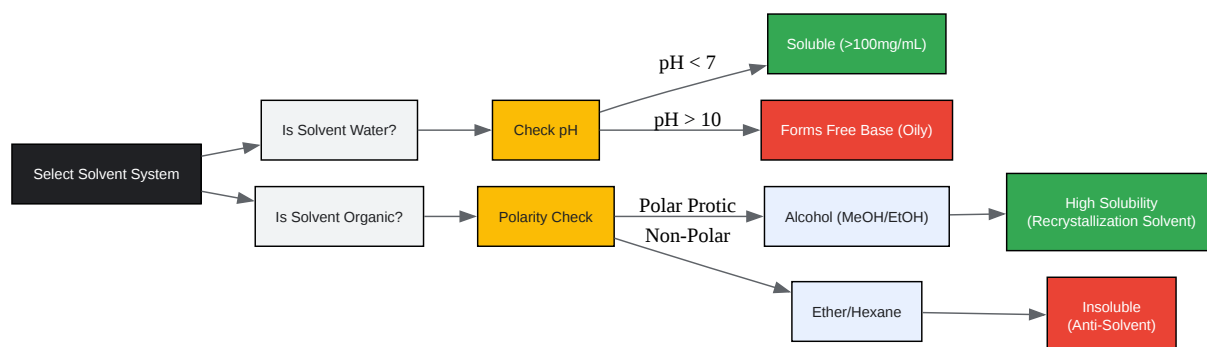 Select Solvent System
Is Solvent Water?
Check pH
pH < 7
Soluble (>100mg/mL)
pH > 10
Forms Free Base (Oily)
Is Solvent Organic?
Polarity Check
Polar Protic
Alcohol (MeOH/EtOH)
High Solubility
(Recrystallization Solvent)
Non-Polar
Ether/Hexane
Insoluble
(Anti-Solvent)